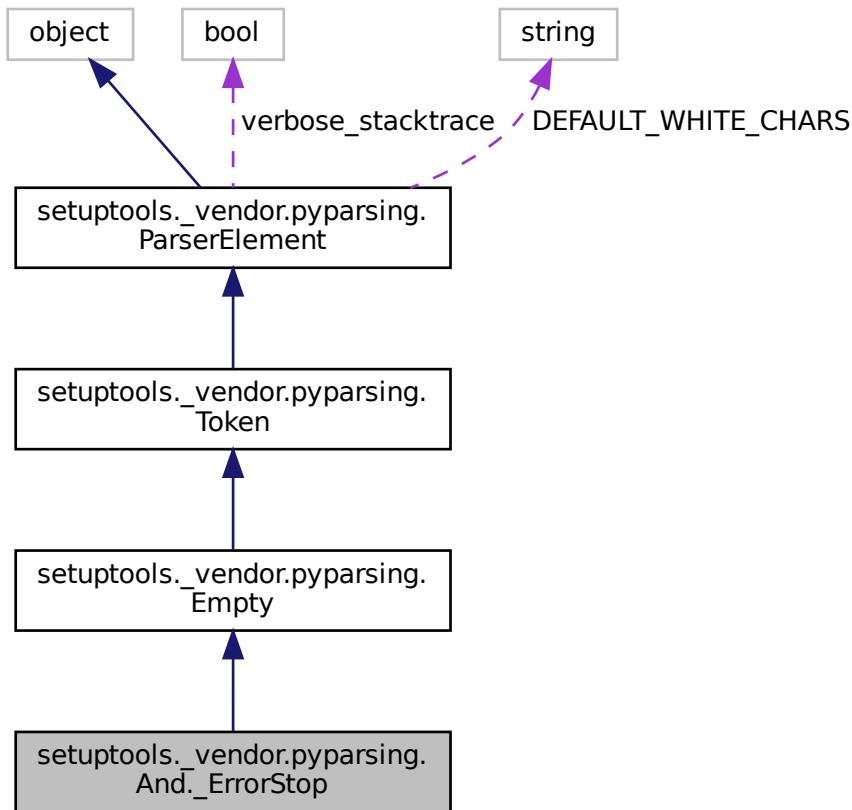 object
bool
string
verbose_stacktrace
DEFAULT_WHITE_CHARS
setuptools._vendor.pyparsing.
ParserElement
setuptools._vendor.pyparsing.
Token
setuptools._vendor.pyparsing.
Empty
setuptools._vendor.pyparsing.
And._ErrorStop